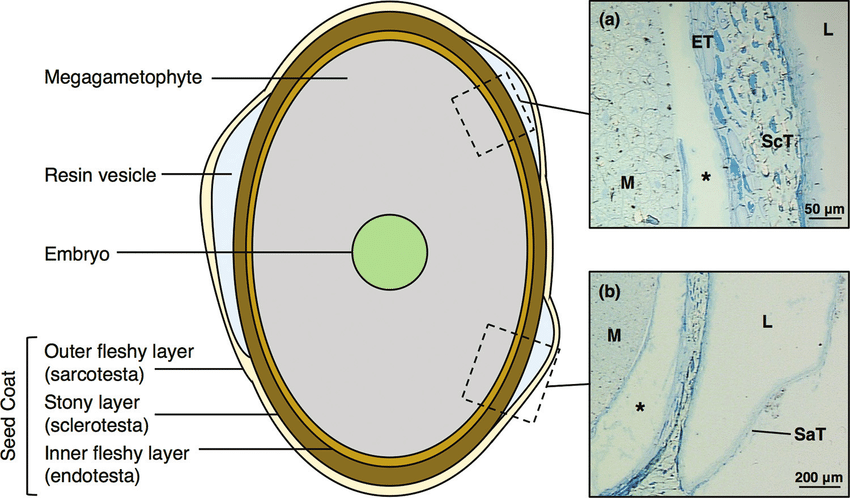 Megagametophyte
Resin vesicle
Embryo
Seed Coat
Outer fleshy layer
(sarcotesta)
Stony layer
(sclerotesta)
Inner fleshy layer
(endotesta)
(a)
ET
L
ScT
M
*
50 µm
(b)
M
L
*
SaT
200 µm